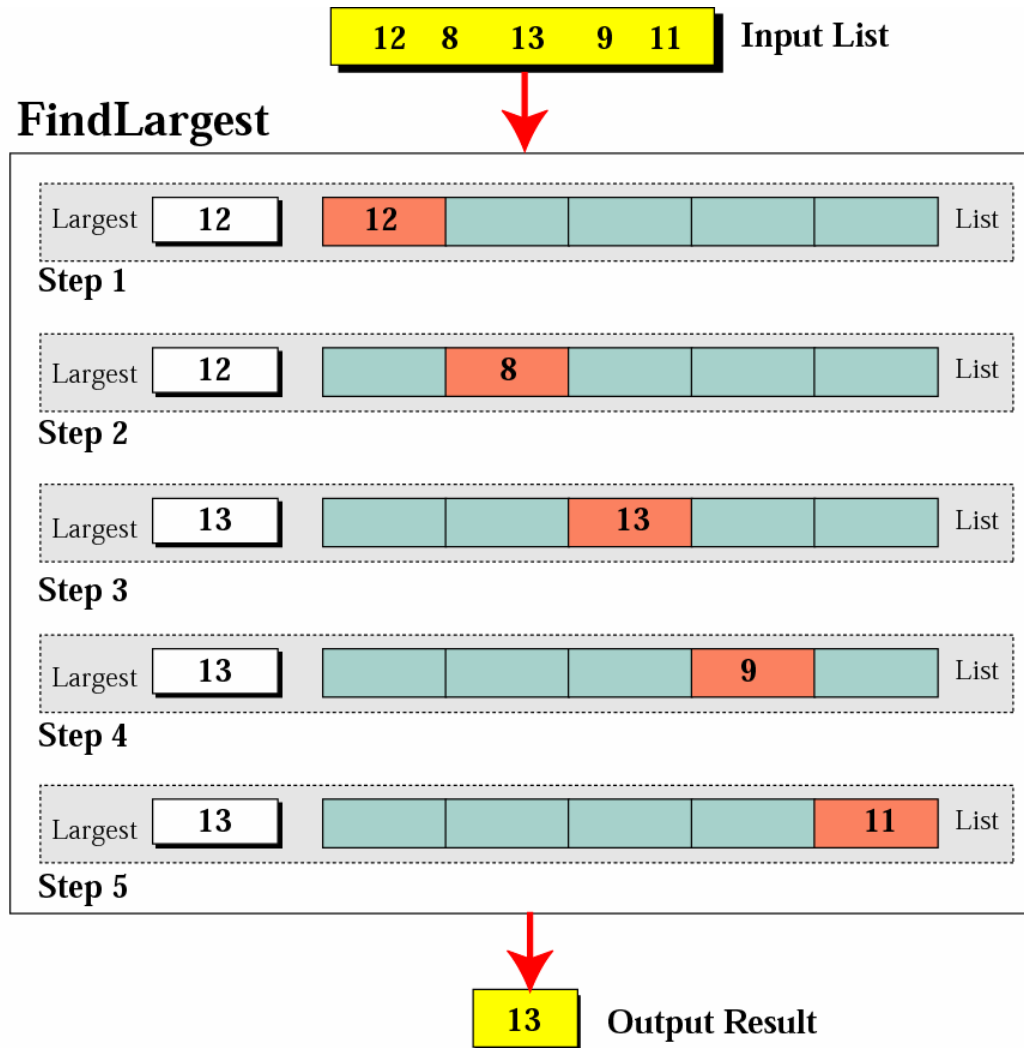 12 8 13 9 11 Input List
FindLargest
Largest 12 12 List
Step 1
Largest 12 8 List
Step 2
Largest 13 13 List
Step 3
Largest 13 9 List
Step 4
Largest 13 11 List
Step 5
13 Output Result